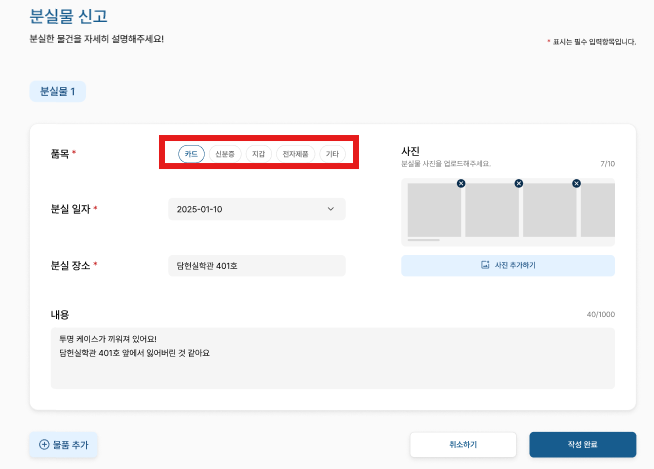 분실물 신고
분실한 물건을 자세히 설명해주세요!
* 표시는 필수 입력항목입니다.
분실물 1
품목 *
카드 신분증 지갑 전자제품 기타
사진
분실물 사진을 업로드해주세요. 7/10
분실 일자 *
2025-01-10
분실 장소 *
담헌실학관 401호
사진 추가하기
내용
40/1000
투명 케이스가 끼워져 있어요!
담헌실학관 401호 앞에서 잃어버린 것 같아요
물품 추가
취소하기
작성 완료